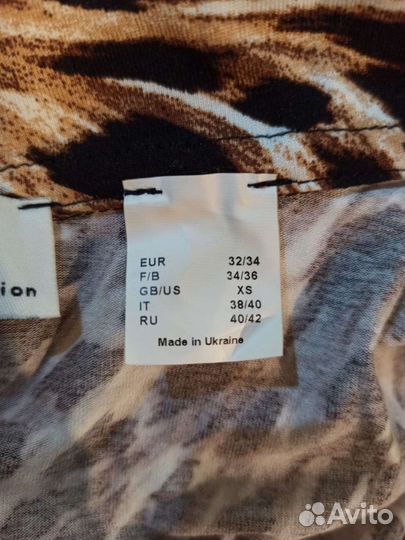 ion
EUR 32/34
F/B 34/36
GB/US XS
IT 38/40
RU 40/42
Made in Ukraine
Avito